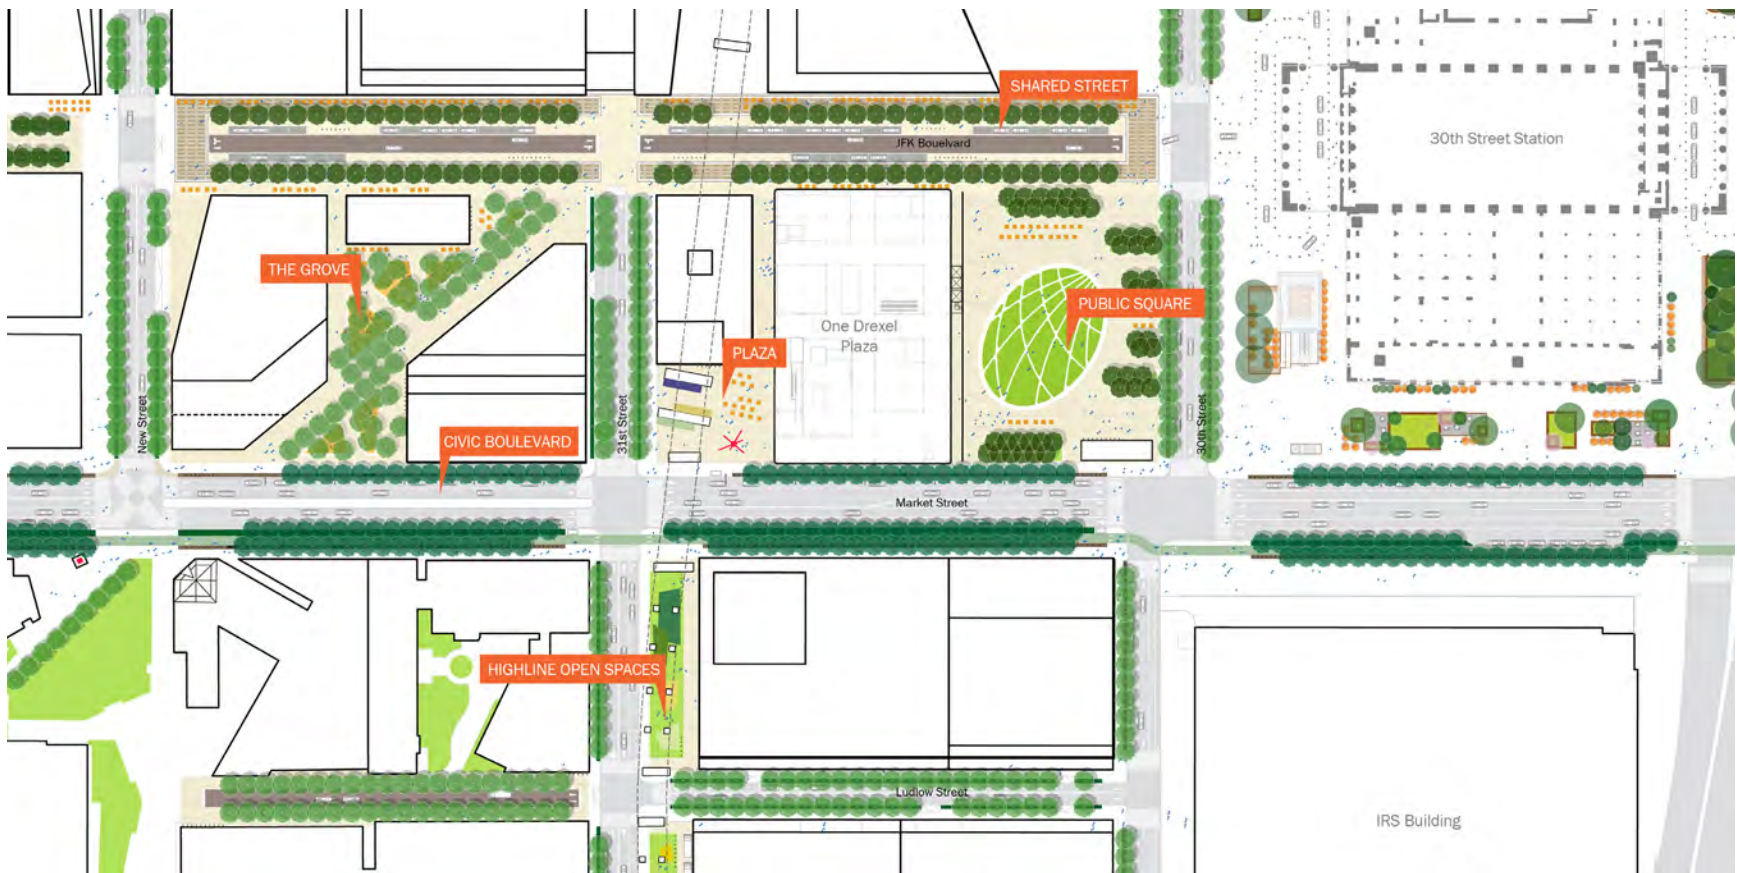 SHARED STREET
JFK Bouelvard
30th Street Station
THE GROVE
PUBLIC SQUARE
One Drexel
Plaza
PLAZA
New Street
31st Street
30th Street
CIVIC BOULEVARD
Market Street
HIGHLINE OPEN SPACES
Ludlow Street
IRS Building